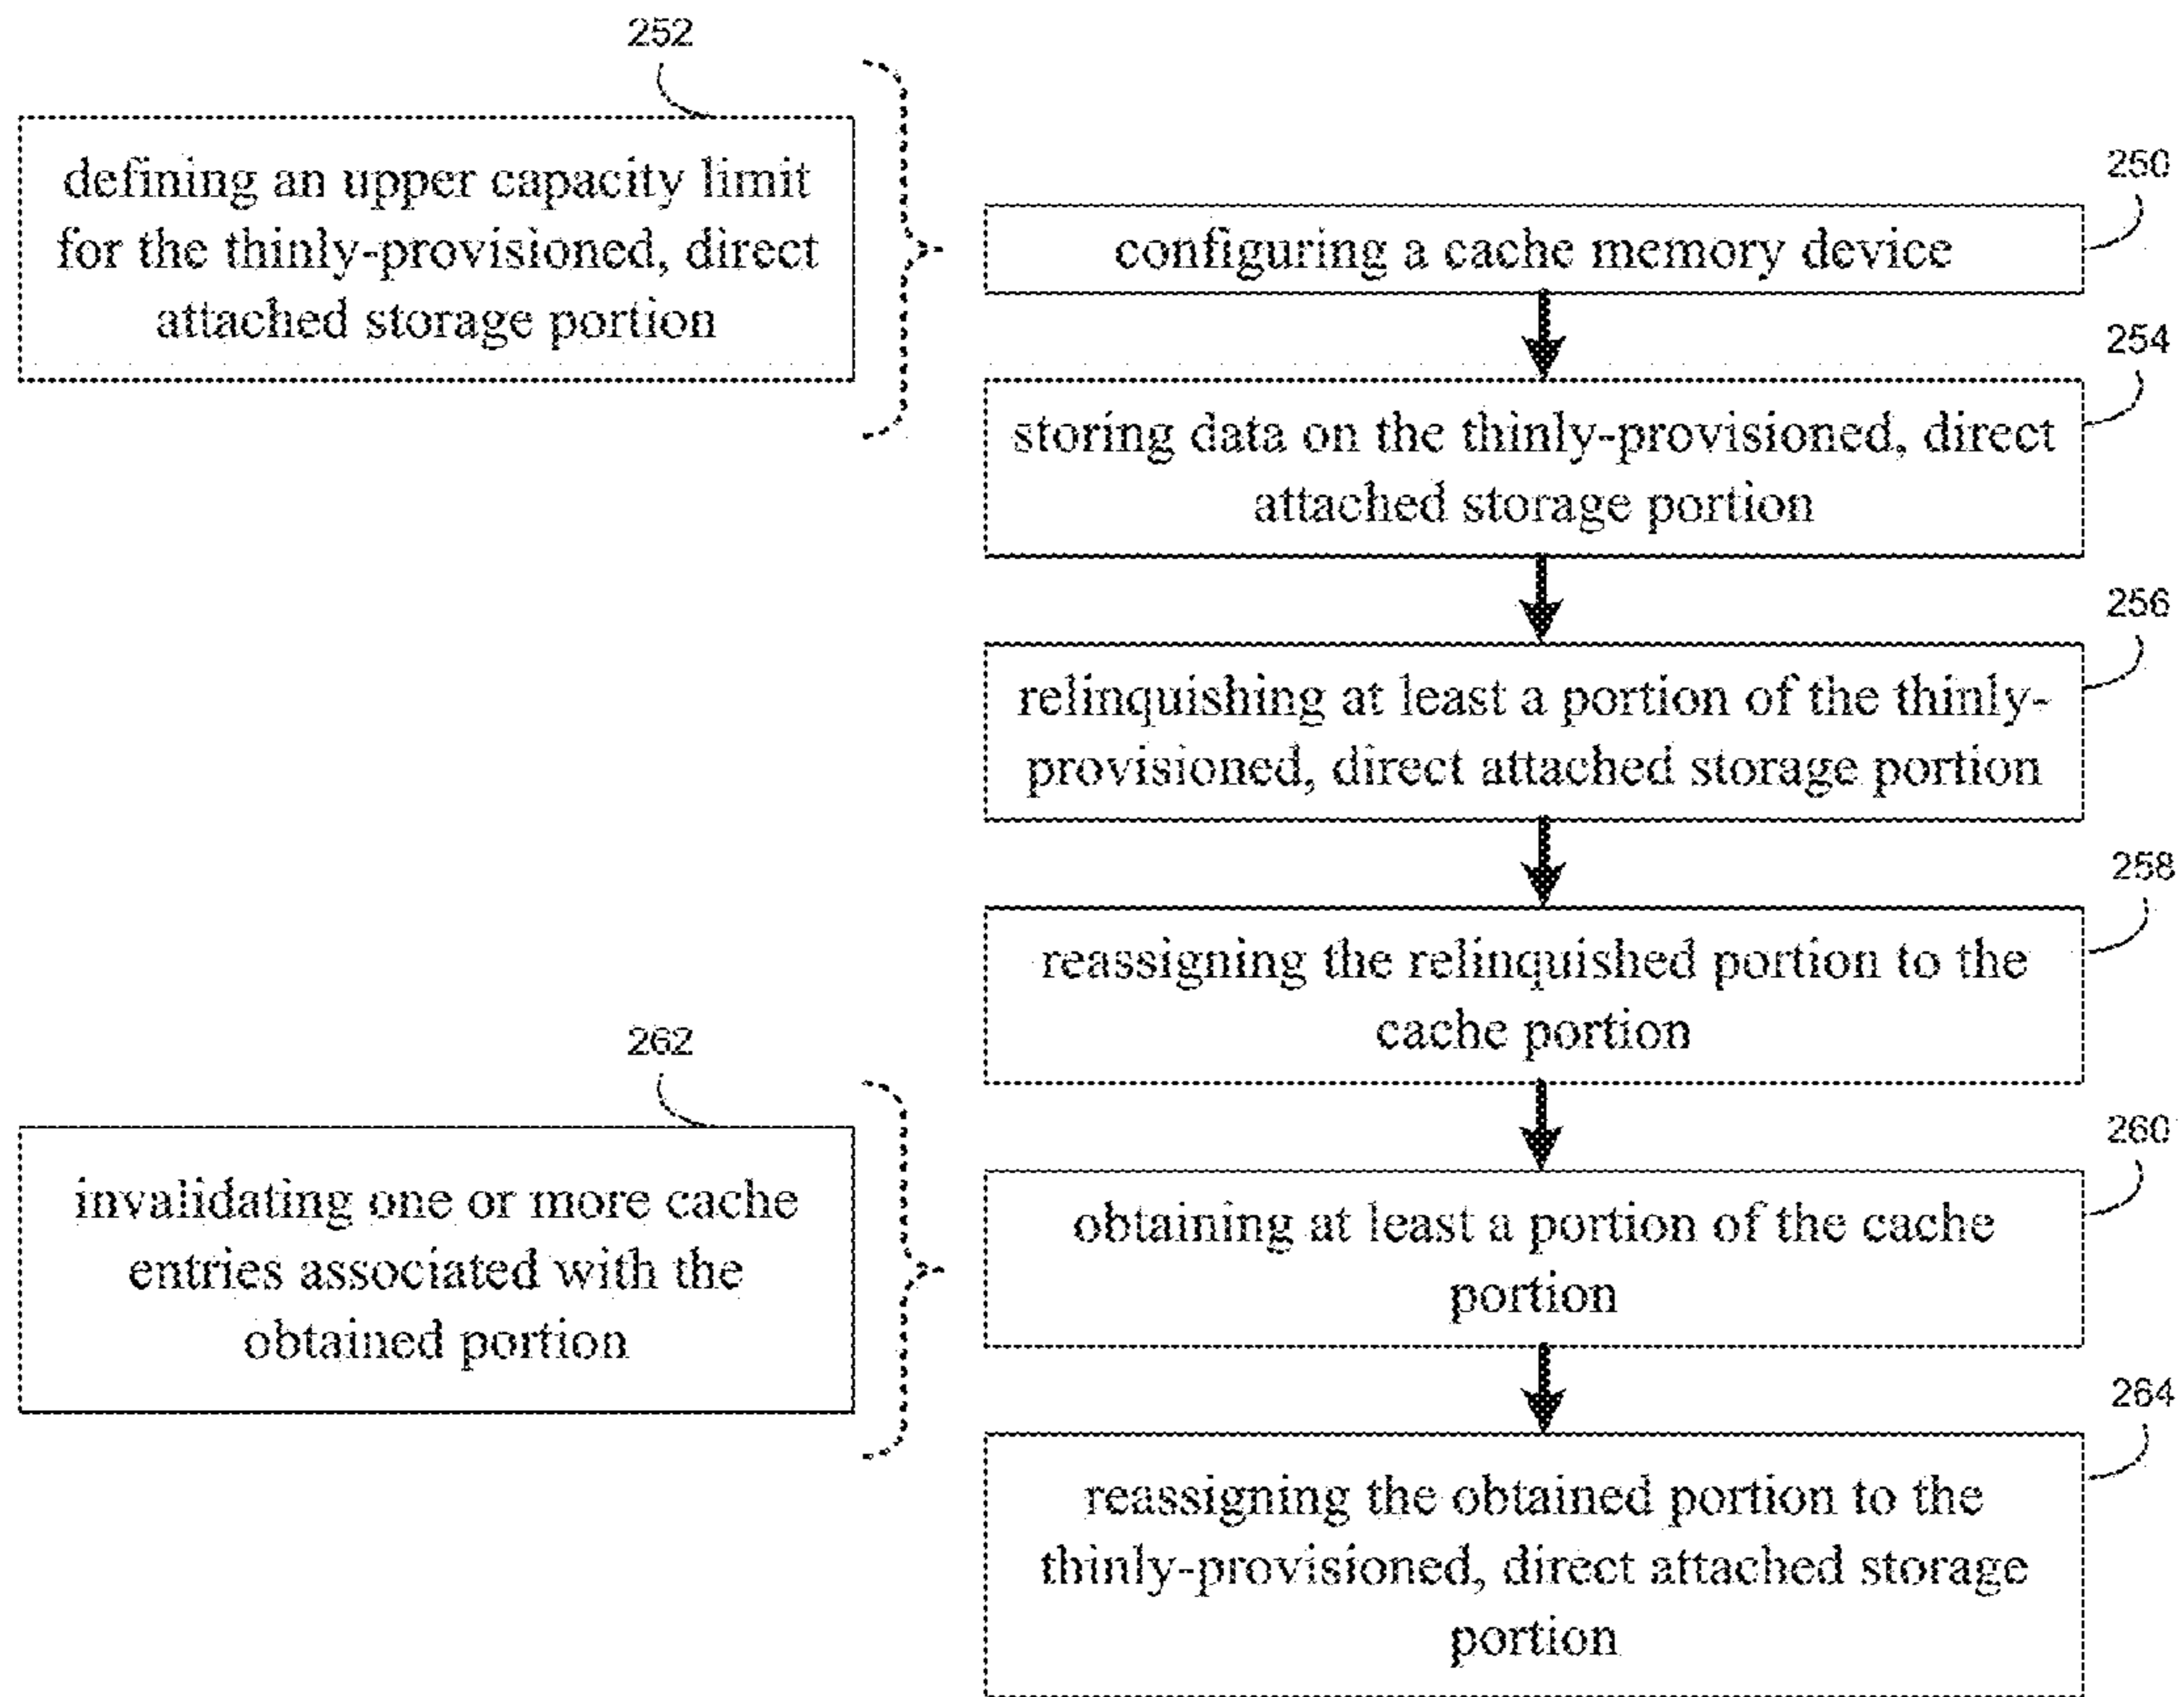 252
defining an upper capacity limit
for the thinly-provisioned, direct
attached storage portion
250
configuring a cache memory device
254
storing data on the thinly-provisioned, direct
attached storage portion
256
relinquishing at least a portion of the thinly-
provisioned, direct attached storage portion
258
reassigning the relinquished portion to the
cache portion
262
invalidating one or more cache
entries associated with the
obtained portion
260
obtaining at least a portion of the cache
portion
264
reassigning the obtained portion to the
thinly-provisioned, direct attached storage
portion